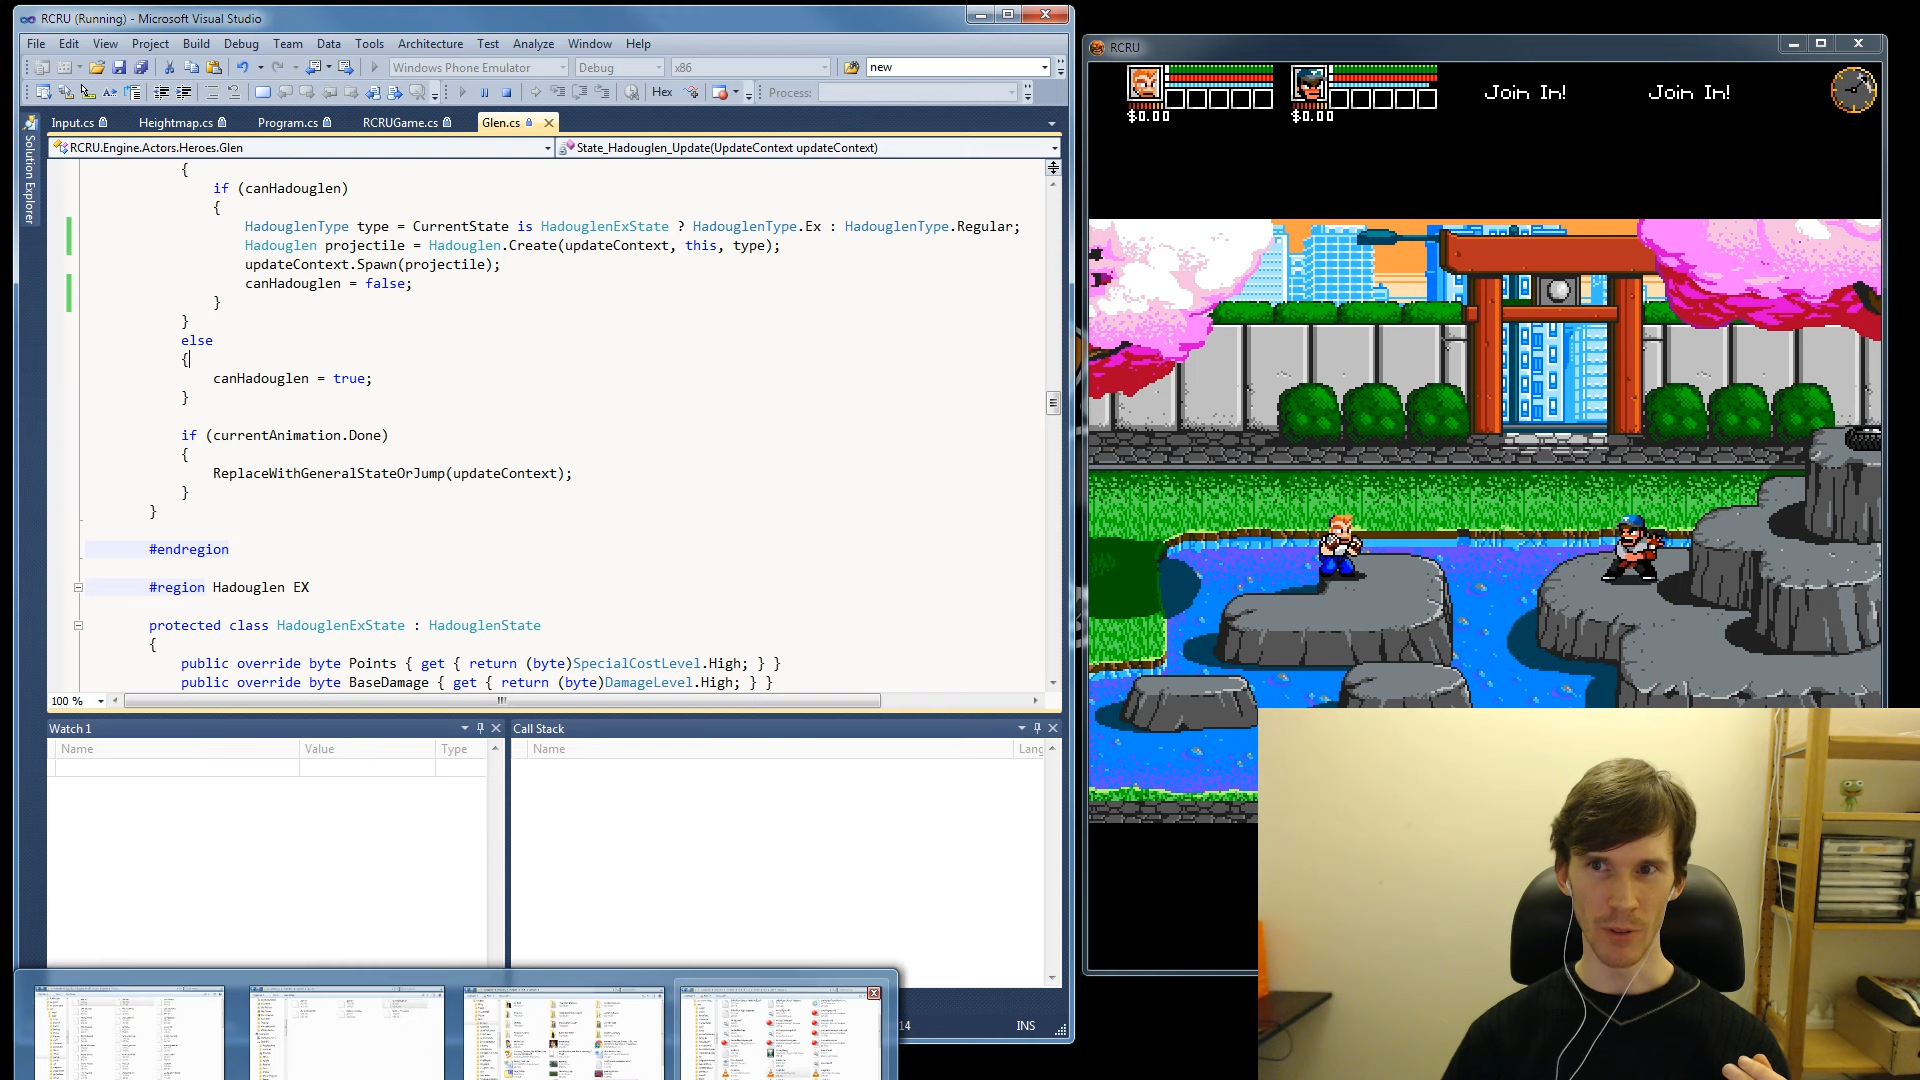 RCRU (Running) - Microsoft Visual Studio
File Edit View Project Build Debug Team Data Tools Architecture Test Analyze Window Help
Windows Phone Emulator Debug x86 new
Hex Process:
Input.cs Heightmap.cs Program.cs RCRUGame.cs Glen.cs
RCRU.Engine.Actors.Heroes.Glen State_Hadouglen_Update(UpdateContext updateContext)
Solution Explorer
{
if (canHadouglen)
{
HadouglenType type = CurrentState is HadouglenExState ? HadouglenType.Ex : HadouglenType.Regular;
Hadouglen projectile = Hadouglen.Create(updateContext, this, type);
updateContext.Spawn(projectile);
canHadouglen = false;
}
}
else
{
canHadouglen = true;
}
if (currentAnimation.Done)
{
ReplaceWithGeneralStateOrJump(updateContext);
}
}
#endregion
#region Hadouglen EX
protected class HadouglenExState : HadouglenState
{
public override byte Points { get { return (byte)SpecialCostLevel.High; } }
public override byte BaseDamage { get { return (byte)DamageLevel.High; } }
100 %
Watch 1
Name Value Type
Call Stack
Name Lang
14 INS
RCRU
$0.00 $0.00 Join In! Join In!